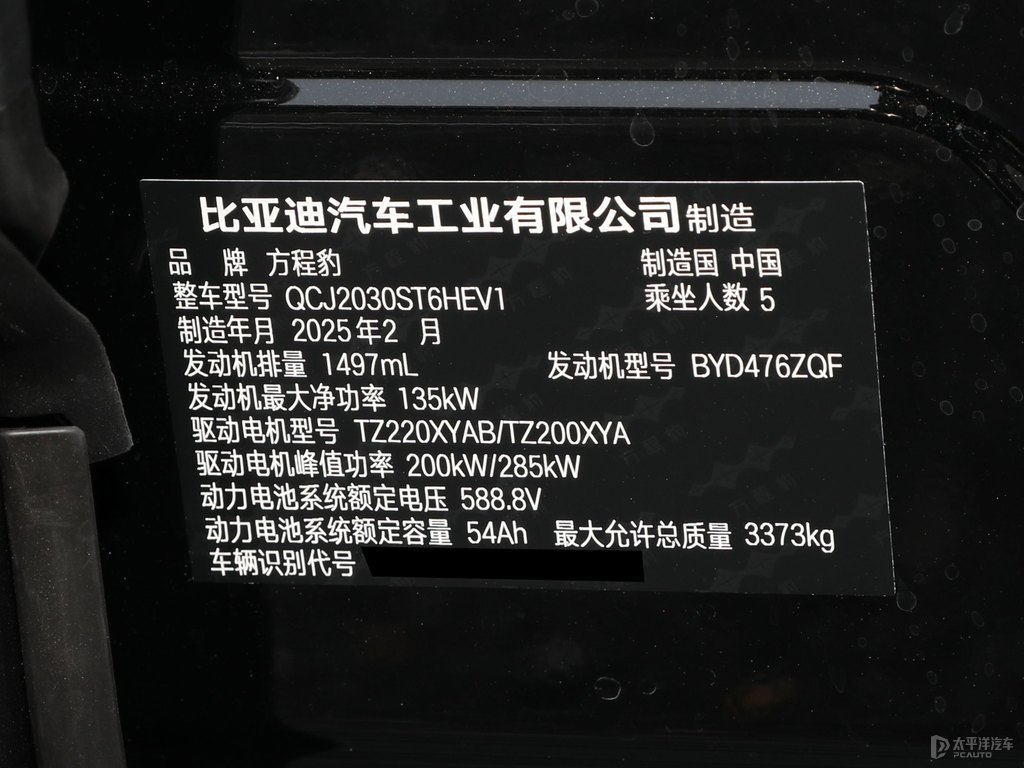 比亚迪汽车工业有限公司制造
品 牌 方程豹 制造国 中国
整车型号 QCJ2030ST6HEV1 乘坐人数 5
制造年月 2025年2 月
发动机排量 1497mL 发动机型号 BYD476ZQF
发动机最大净功率 135kW
驱动电机型号 TZ220XYAB/TZ200XYA
驱动电机峰值功率 200kW/285kW
动力电池系统额定电压 588.8V
动力电池系统额定容量 54Ah 最大允许总质量 3373kg
车辆识别代号
太平洋汽车
PCAUTO